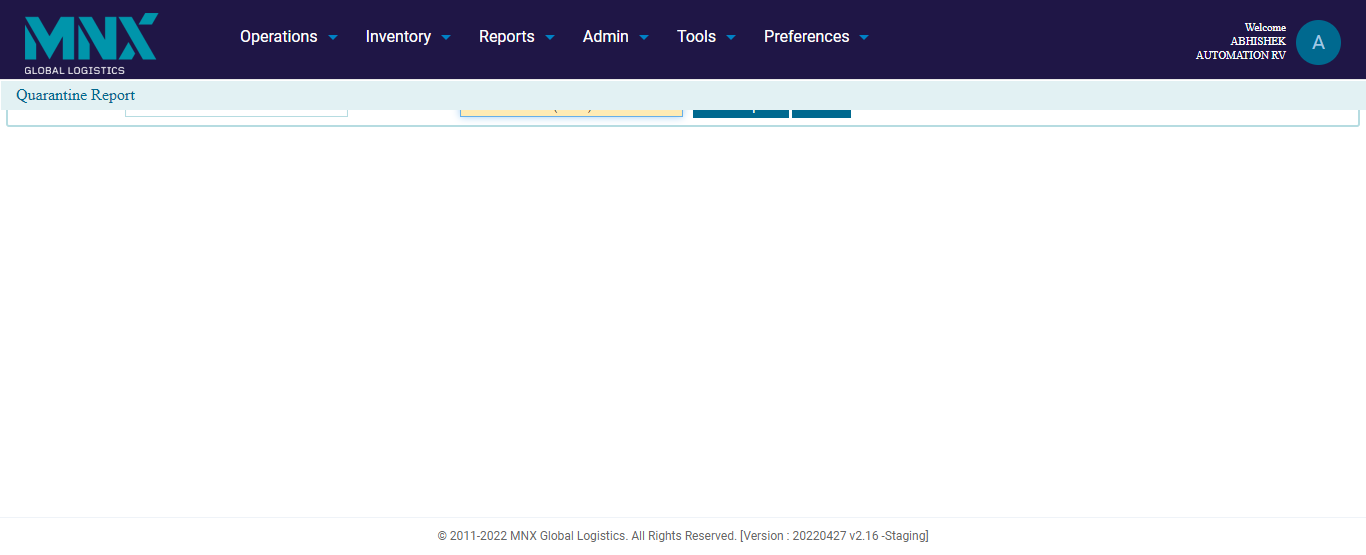 MNX
GLOBAL LOGISTICS
Operations
Inventory
Reports
Admin
Tools
Preferences
Welcome
ABHISHEK
AUTOMATION RV
A
Quarantine Report
© 2011-2022 MNX Global Logistics. All Rights Reserved. [Version : 20220427 v2.16 -Staging]